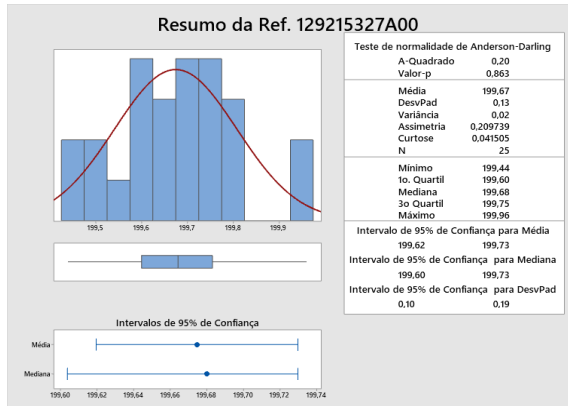 Resumo da Ref. 129215327A00
199,5 199,6 199,7 199,8 199,9
Teste de normalidade de Anderson-Darling
A-Quadrado 0,20
Valor-p 0,863
Média 199,67
DesvPad 0,13
Variância 0,02
Assimetria 0,209739
Curtose 0,041505
N 25
Mínimo 199,44
1o. Quartil 199,60
Mediana 199,68
3o Quartil 199,75
Máximo 199,96
Intervalo de 95% de Confiança para Média
199,62 199,73
Intervalo de 95% de Confiança para Mediana
199,60 199,73
Intervalo de 95% de Confiança para DesvPad
0,10 0,19
Intervalos de 95% de Confiança
Média
Mediana
199,60 199,62 199,64 199,66 199,68 199,70 199,72 199,74